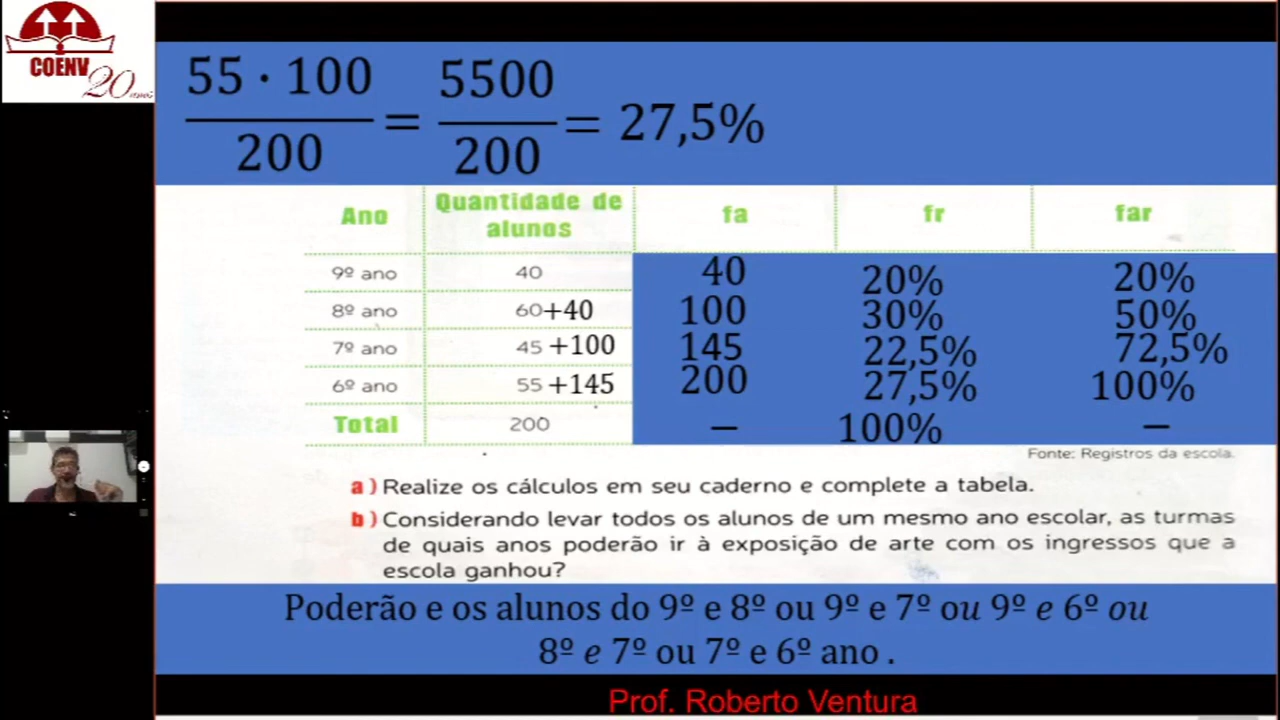 COENV
20 anos
55 · 100 / 200 = 5500 / 200 = 27,5%
Ano Quantidade de alunos fa fr far
9º ano 40 40 20% 20%
8º ano 60+40 100 30% 50%
7º ano 45 +100 145 22,5% 72,5%
6º ano 55 +145 200 27,5% 100%
Total 200 – 100% –
Fonte: Registros da escola.
a) Realize os cálculos em seu caderno e complete a tabela.
b) Considerando levar todos os alunos de um mesmo ano escolar, as turmas
de quais anos poderão ir à exposição de arte com os ingressos que a
escola ganhou?
Poderão e os alunos do 9º e 8º ou 9º e 7º ou 9º e 6º ou
8º e 7º ou 7º e 6º ano .
Prof. Roberto Ventura